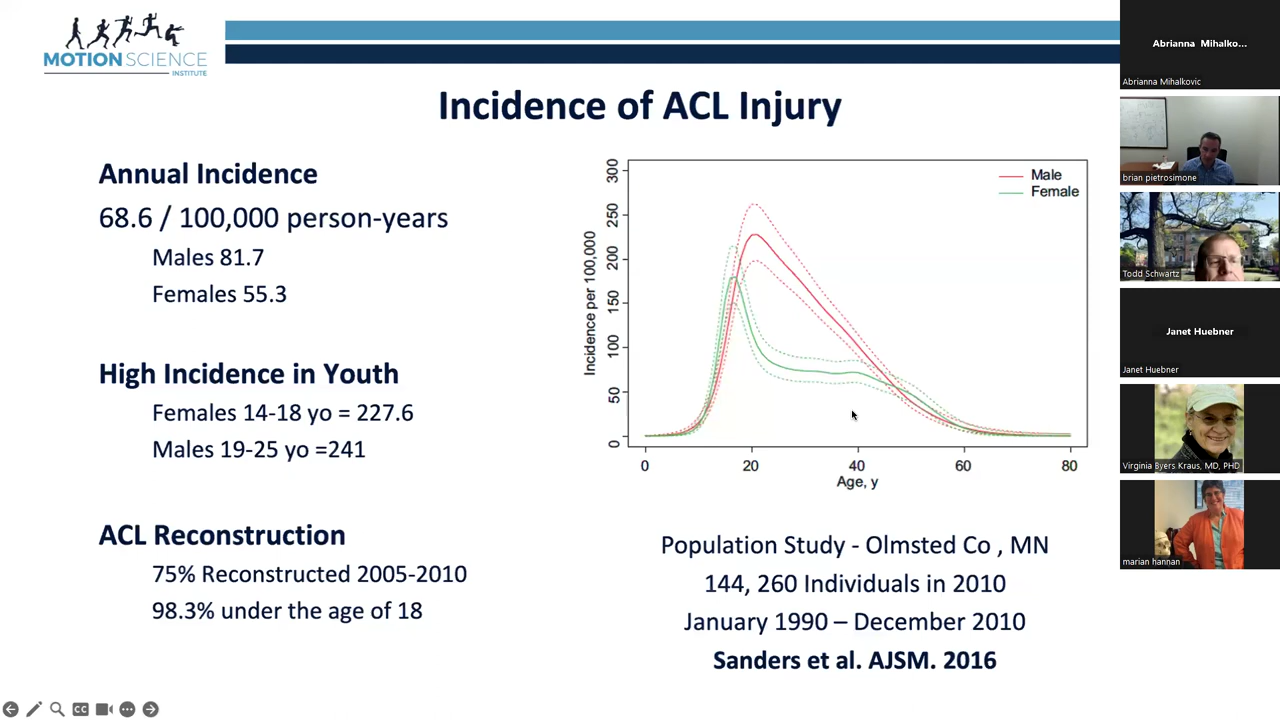 MOTION SCIENCE
INSTITUTE
Incidence of ACL Injury
Annual Incidence
68.6 / 100,000 person-years
Males 81.7
Females 55.3
High Incidence in Youth
Females 14-18 yo = 227.6
Males 19-25 yo =241
ACL Reconstruction
75% Reconstructed 2005-2010
98.3% under the age of 18
Incidence per 100,000
300
250
200
150
100
50
0
Male
Female
0 20 40 60 80
Age, y
Population Study - Olmsted Co , MN
144, 260 Individuals in 2010
January 1990 – December 2010
Sanders et al. AJSM. 2016
Abrianna Mihalko...
Abrianna Mihalkovic
brian pietrosimone
Todd Schwartz
Janet Huebner
Janet Huebner
Virginia Byers Kraus, MD, PHD
marian hannan
CC